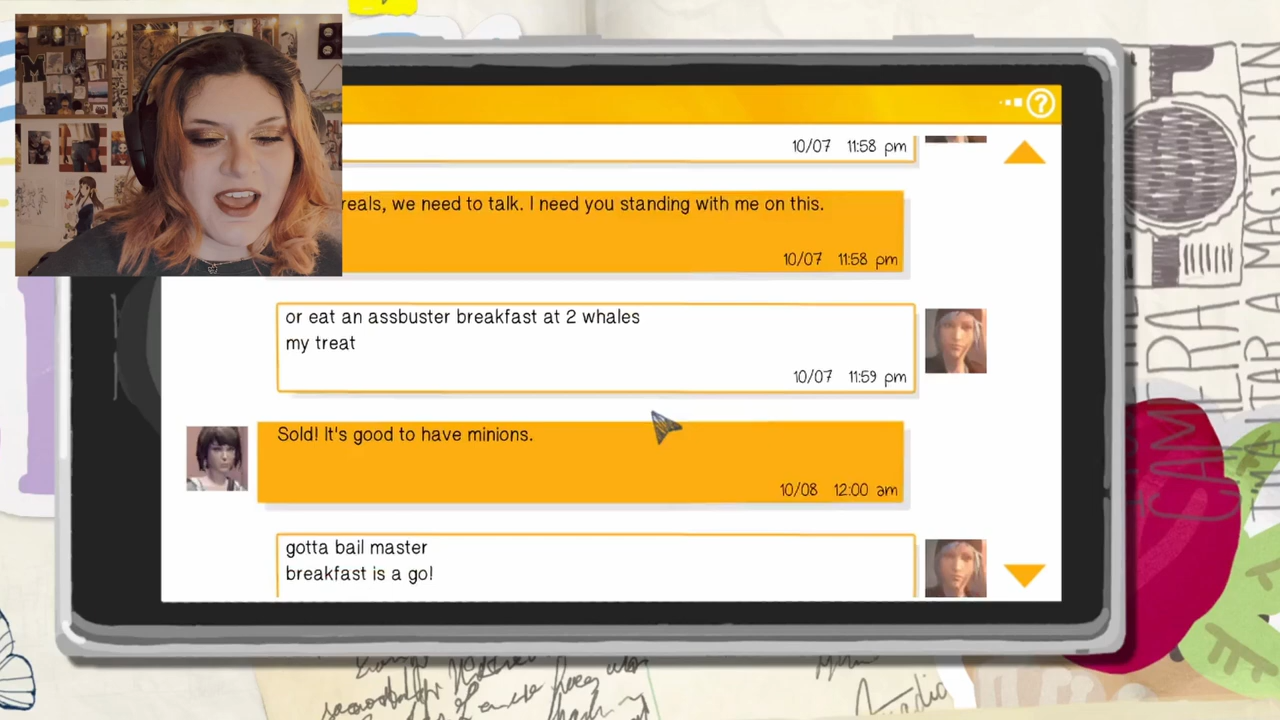 ?
10/07 11:58 pm
reals, we need to talk. I need you standing with me on this.
10/07 11:58 pm
or eat an assbuster breakfast at 2 whales
my treat
10/07 11:59 pm
Sold! It's good to have minions.
10/08 12:00 am
gotta bail master
breakfast is a go!
CAMERA
M